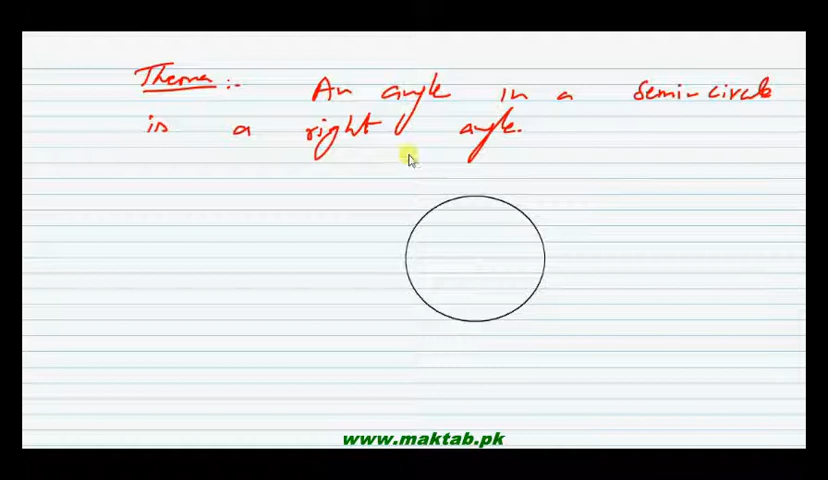 Theorem :- An angle in a semi-circle
is a right angle.
www.maktab.pk